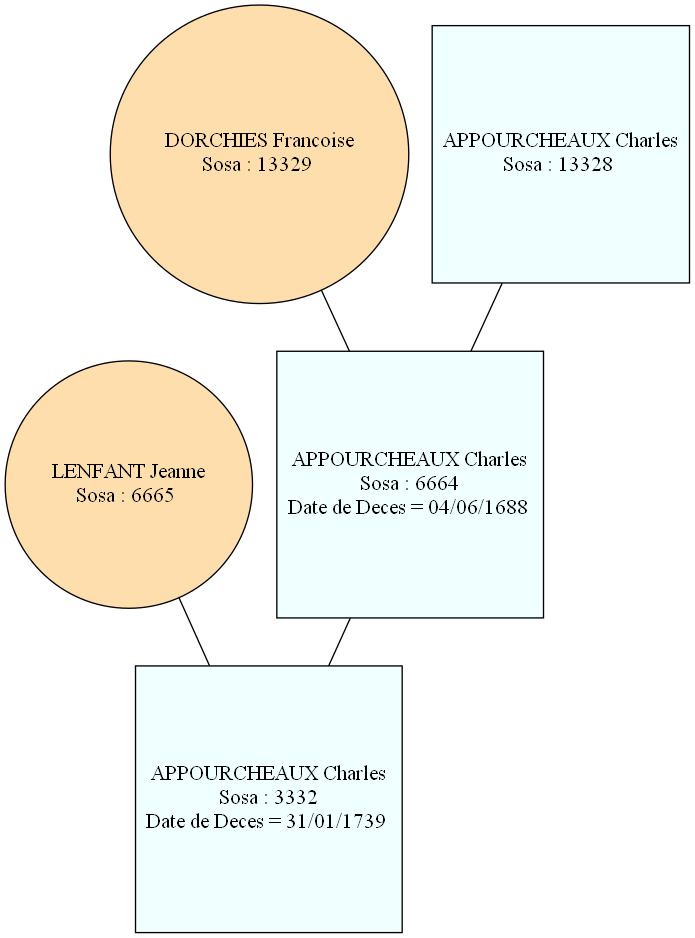 DORCHIES Francoise
Sosa : 13329
APPOURCHEAUX Charles
Sosa : 13328
LENFANT Jeanne
Sosa : 6665
APPOURCHEAUX Charles
Sosa : 6664
Date de Deces = 04/06/1688
APPOURCHEAUX Charles
Sosa : 3332
Date de Deces = 31/01/1739